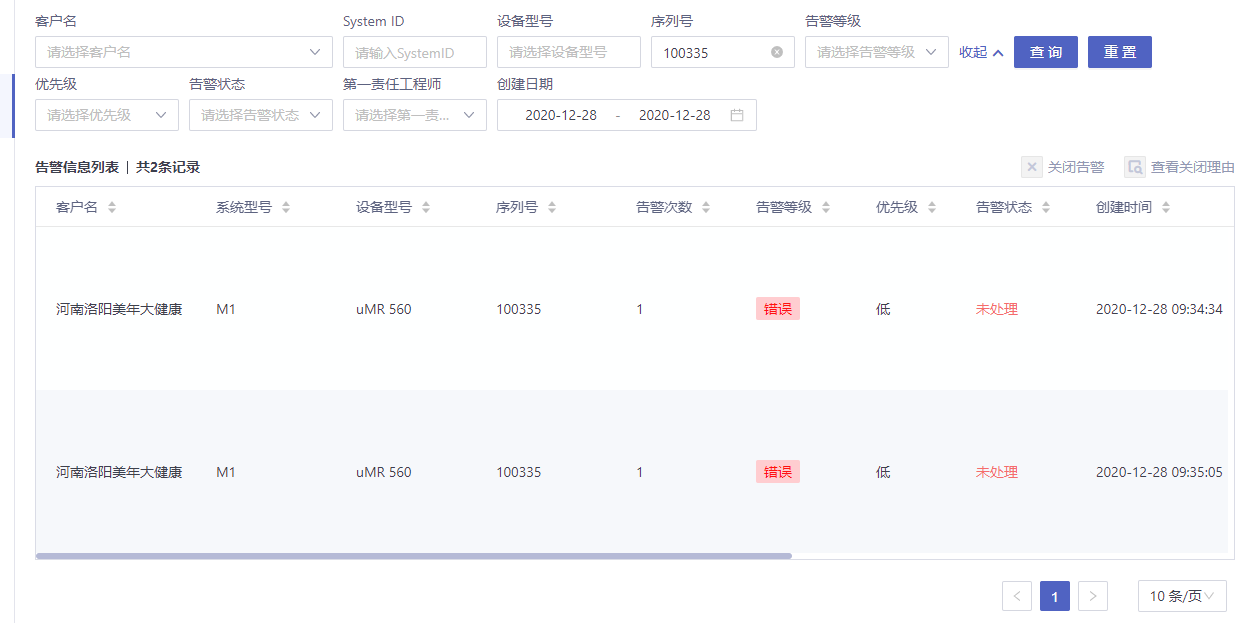 客户名 System ID 设备型号 序列号 告警等级
请选择客户名 请输入SystemID 请选择设备型号 100335 请选择告警等级 收起 查 询 重 置
优先级 告警状态 第一责任工程师 创建日期
请选择优先级 请选择告警状态 请选择第一责... 2020-12-28 - 2020-12-28
告警信息列表 | 共2条记录 关闭告警 查看关闭理由
客户名 系统型号 设备型号 序列号 告警次数 告警等级 优先级 告警状态 创建时间
河南洛阳美年大健康 M1 uMR 560 100335 1 错误 低 未处理 2020-12-28 09:34:34
河南洛阳美年大健康 M1 uMR 560 100335 1 错误 低 未处理 2020-12-28 09:35:05
< 1 > 10 条/页